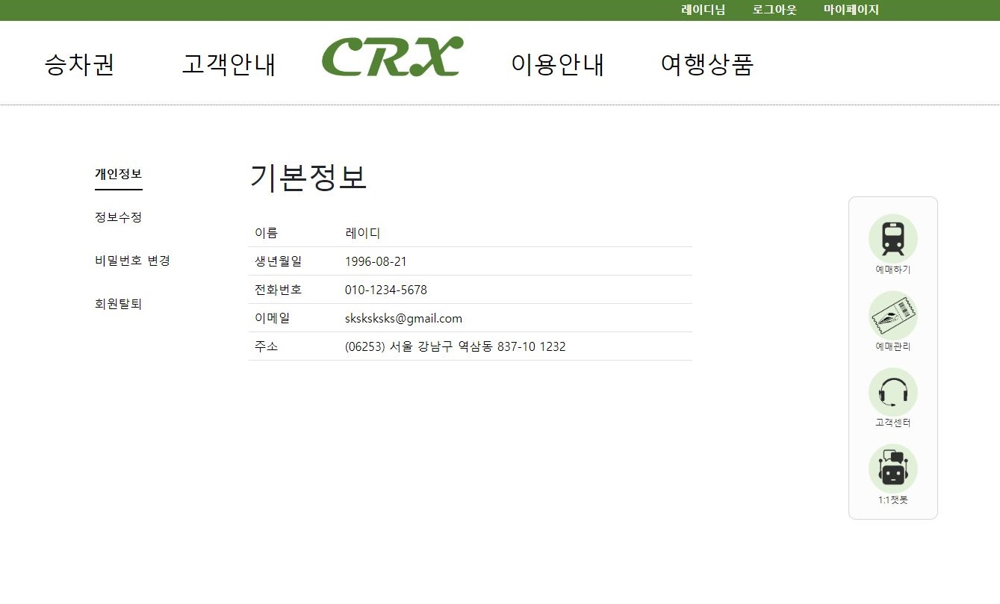 레이디님 로그아웃 마이페이지
승차권 고객안내 CRX 이용안내 여행상품
개인정보
정보수정
비밀번호 변경
회원탈퇴
기본정보
이름 레이디
생년월일 1996-08-21
전화번호 010-1234-5678
이메일 sksksksks@gmail.com
주소 (06253) 서울 강남구 역삼동 837-10 1232
예매하기
예매관리
고객센터
1:1챗봇